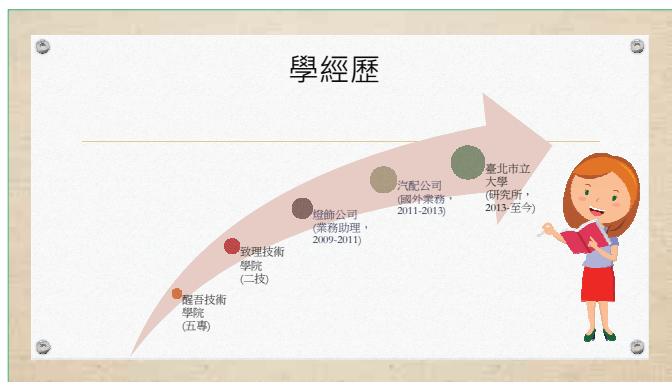 學經歷
醒吾技術
學院
(五專)
致理技術
學院
(二技)
燈飾公司
(業務助理，
2009-2011)
汽配公司
(國外業務，
2011-2013)
臺北市立
大學
(研究所，
2013-至今)